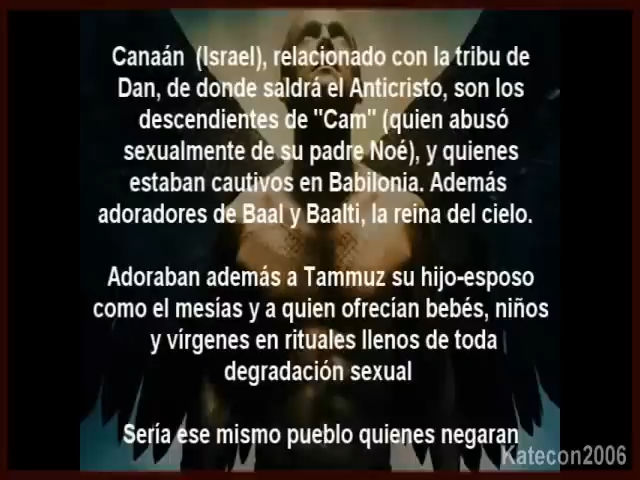 Canaán (Israel), relacionado con la tribu de
Dan, de donde saldrá el Anticristo, son los
descendientes de "Cam" (quien abusó
sexualmente de su padre Noé), y quienes
estaban cautivos en Babilonia. Además
adoradores de Baal y Baalti, la reina del cielo.
Adoraban además a Tammuz su hijo-esposo
como el mesías y a quien ofrecían bebés, niños
y vírgenes en rituales llenos de toda
degradación sexual
Sería ese mismo pueblo quienes negaran
Katecon2006